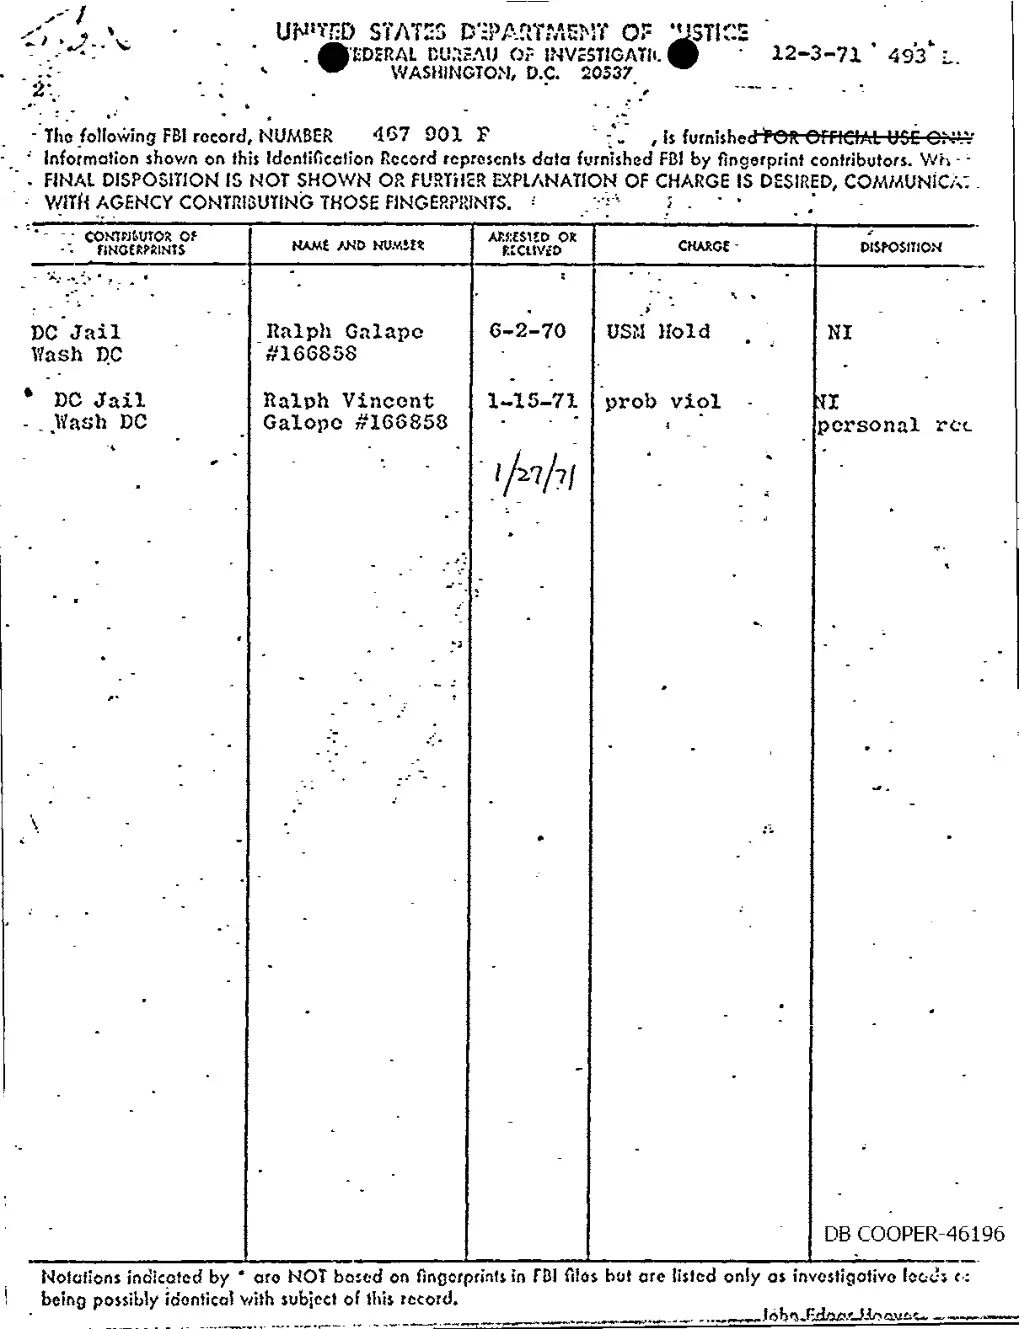 UNITED STATES DEPARTMENT OF JUSTICE
FEDERAL BUREAU OF INVESTIGATI
12-3-71 493
WASHINGTON, D.C. 20537
2
The following FBI record, NUMBER 467 901 F , is furnished FOR OFFICIAL USE ONLY
Information shown on this Identification Record represents data furnished FBI by fingerprint contributors. Wh
FINAL DISPOSITION IS NOT SHOWN OR FURTHER EXPLANATION OF CHARGE IS DESIRED, COMMUNICA
WITH AGENCY CONTRIBUTING THOSE FINGERPRINTS.
CONTRIBUTOR OF FINGERPRINTS
NAME AND NUMBER
ARRESTED OR RECEIVED
CHARGE
DISPOSITION
DC Jail Ralph Galape 6-2-70 USM Hold NI
Wash DC #166858
* DC Jail Ralph Vincent 1-15-71 prob viol NI
Wash DC Galope #166858 personal rec
1/27/71
DB COOPER-46196
Notations indicated by * are NOT based on fingerprints in FBI files but are listed only as investigative leads
being possibly identical with subject of this record.
John Edgar Hoover